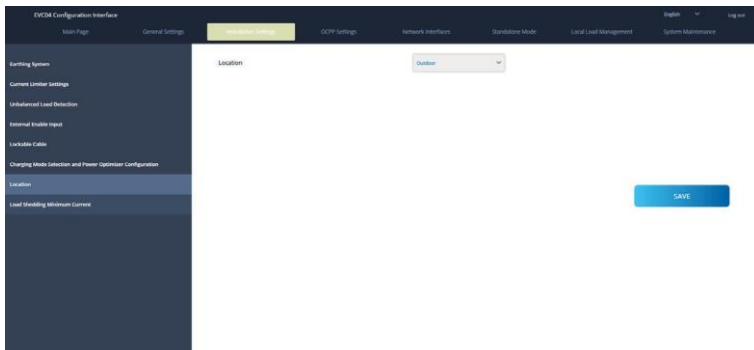 EVC04 Configuration Interface
English
Log out
Main Page
General Settings
Installation Settings
OCPP Settings
Network Interfaces
Standalone Mode
Local Load Management
System Maintenance
Earthing System
Current Limiter Settings
Unbalanced Load Detection
External Enable Input
Lockable Cable
Charging Mode Selection and Power Optimizer Configuration
Location
Load Shedding Minimum Current
Location
Outdoor
SAVE